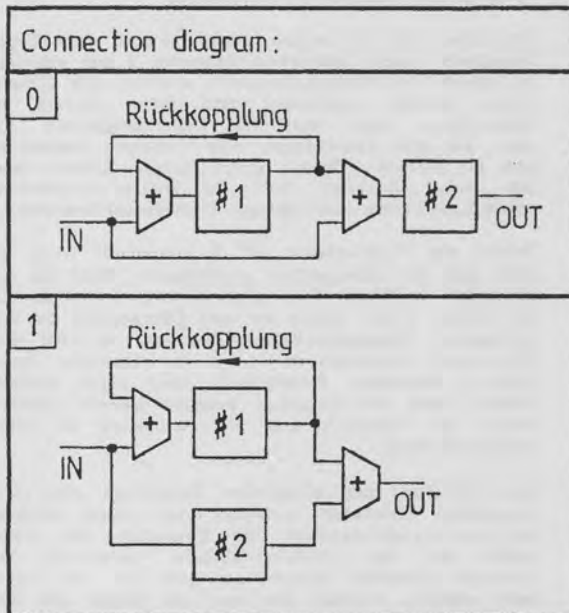 Connection diagram:
0
Rückkopplung
+
#1
+
#2
IN
OUT
1
Rückkopplung
+
#1
IN
+
OUT
#2